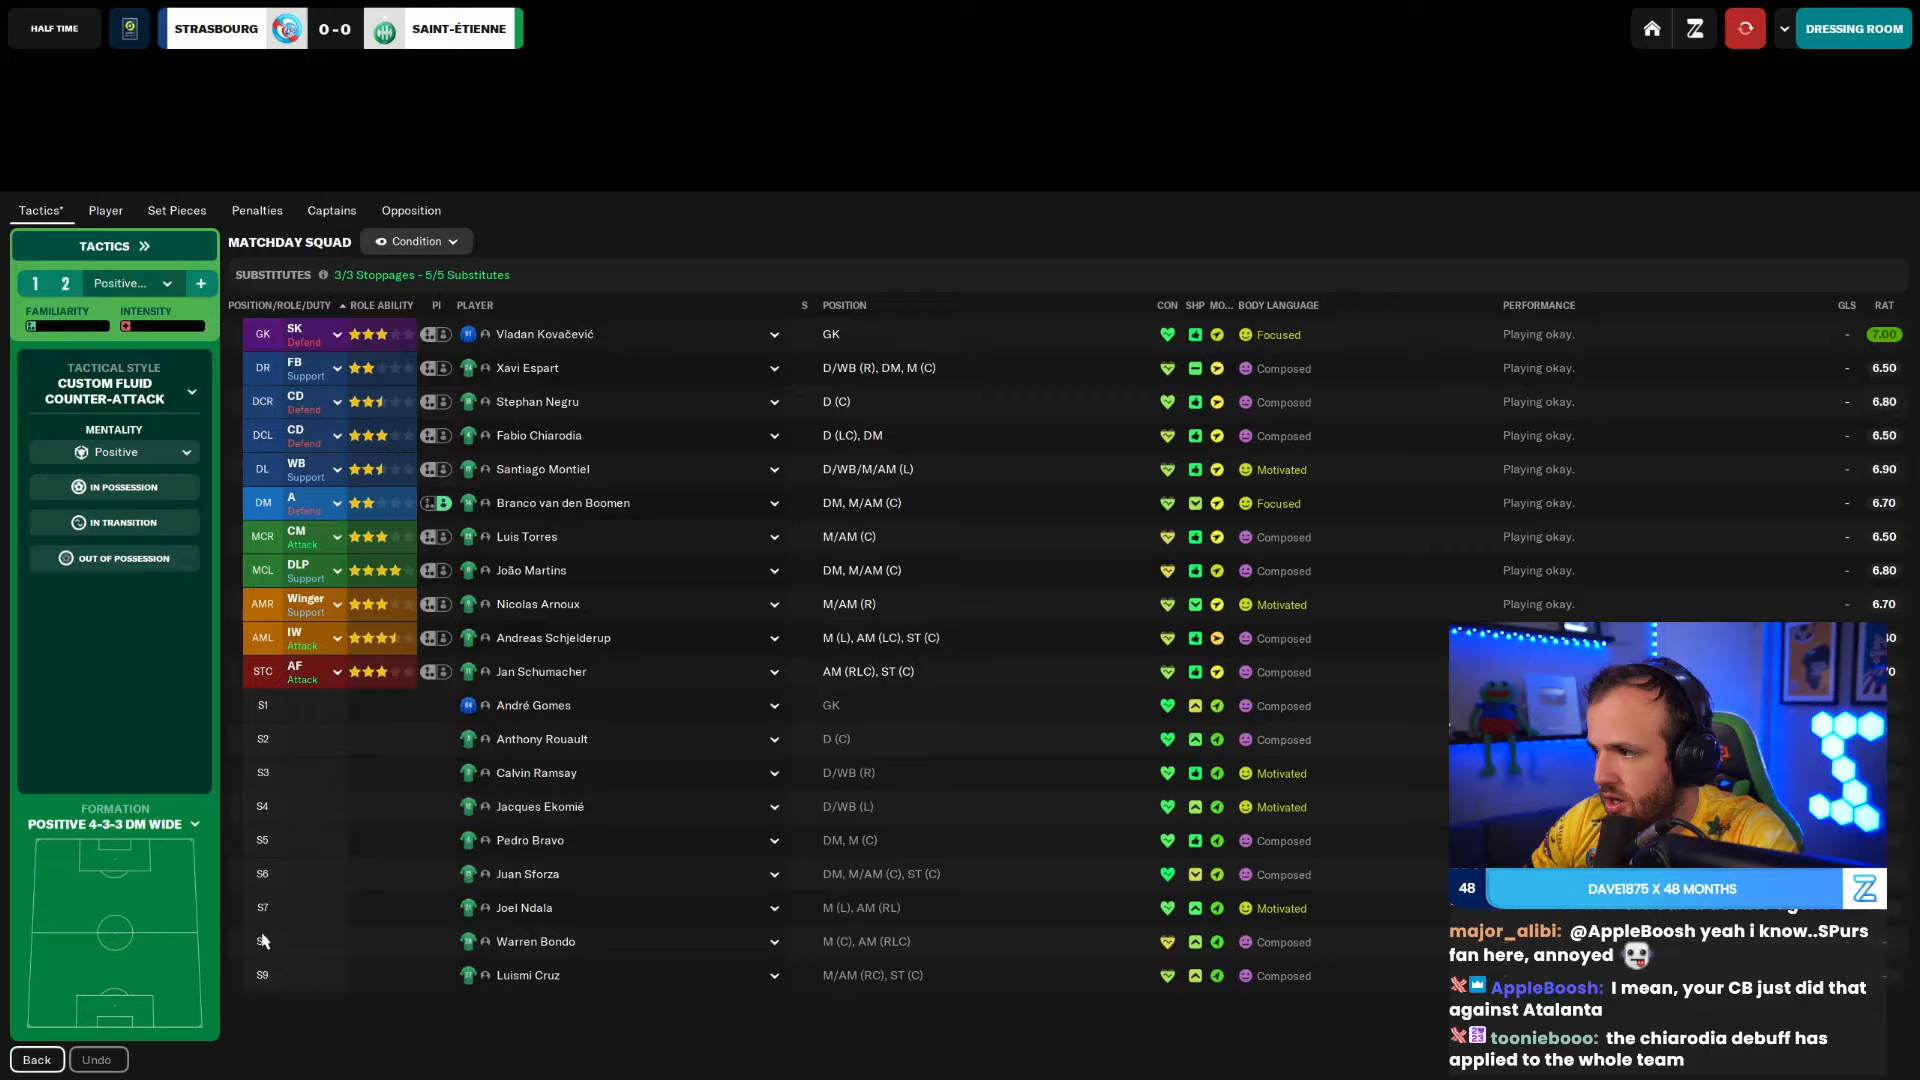 HALF TIME
STRASBOURG
0 - 0
SAINT-ÉTIENNE
DRESSING ROOM
Tactics* Player Set Pieces Penalties Captains Opposition
TACTICS
1 2 Positive... +
FAMILIARITY INTENSITY
TACTICAL STYLE
CUSTOM FLUID
COUNTER-ATTACK
MENTALITY
Positive
IN POSSESSION
IN TRANSITION
OUT OF POSSESSION
FORMATION
POSITIVE 4-3-3 DM WIDE
Back Undo
MATCHDAY SQUAD Condition
SUBSTITUTES 3/3 Stoppages - 5/5 Substitutes
POSITION/ROLE/DUTY ROLE ABILITY PI PLAYER S POSITION CON SHP MO... BODY LANGUAGE PERFORMANCE GLS RAT
GK SK Defend Vladan Kovačević GK Focused Playing okay. - 7.00
DR FB Support Xavi Espart D/WB (R), DM, M (C) Composed Playing okay. - 6.50
DCR CD Defend Stephan Negru D (C) Composed Playing okay. - 6.80
DCL CD Defend Fabio Chiarodia D (LC), DM Composed Playing okay. - 6.50
DL WB Support Santiago Montiel D/WB/M/AM (L) Motivated Playing okay. - 6.90
DM A Defend Branco van den Boomen DM, M/AM (C) Focused Playing okay. - 6.70
MCR CM Attack Luis Torres M/AM (C) Composed Playing okay. - 6.50
MCL DLP Support João Martins DM, M/AM (C) Composed Playing okay. - 6.80
AMR Winger Support Nicolas Arnoux M/AM (R) Motivated Playing okay. - 6.70
AML IW Attack Andreas Schjelderup M (L), AM (LC), ST (C) Composed
STC AF Attack Jan Schumacher AM (RLC), ST (C) Composed
S1 André Gomes GK Composed
S2 Anthony Rouault D (C) Composed
S3 Calvin Ramsay D/WB (R) Motivated
S4 Jacques Ekomié D/WB (L) Motivated
S5 Pedro Bravo DM, M (C) Composed
S6 Juan Sforza DM, M/AM (C), ST (C) Composed
S7 Joel Ndala M (L), AM (RL) Motivated
Warren Bondo M (C), AM (RLC) Composed
S9 Luismi Cruz M/AM (RC), ST (C) Composed
48 DAVE1875 X 48 MONTHS
major_alibi: @AppleBoosh yeah i know..SPurs
fan here, annoyed
AppleBoosh: I mean, your CB just did that
against Atalanta
tooniebooo: the chiarodia debuff has
applied to the whole team